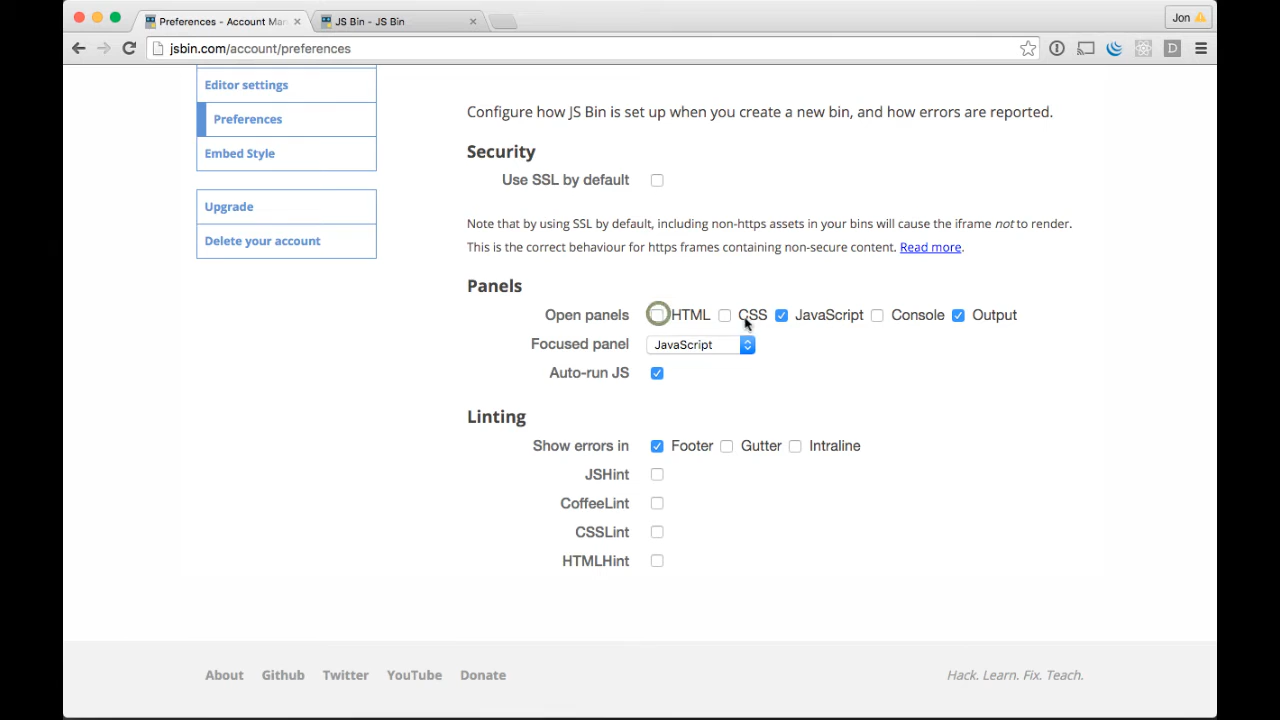 Preferences - Account Man
JS Bin - JS Bin
Jon
jsbin.com/account/preferences
D
Editor settings
Preferences
Embed Style
Upgrade
Delete your account
Configure how JS Bin is set up when you create a new bin, and how errors are reported.
Security
Use SSL by default
Note that by using SSL by default, including non-https assets in your bins will cause the iframe not to render.
This is the correct behaviour for https frames containing non-secure content. Read more.
Panels
Open panels HTML CSS JavaScript Console Output
Focused panel JavaScript
Auto-run JS
Linting
Show errors in Footer Gutter Intraline
JSHint
CoffeeLint
CSSLint
HTMLHint
About Github Twitter YouTube Donate
Hack. Learn. Fix. Teach.